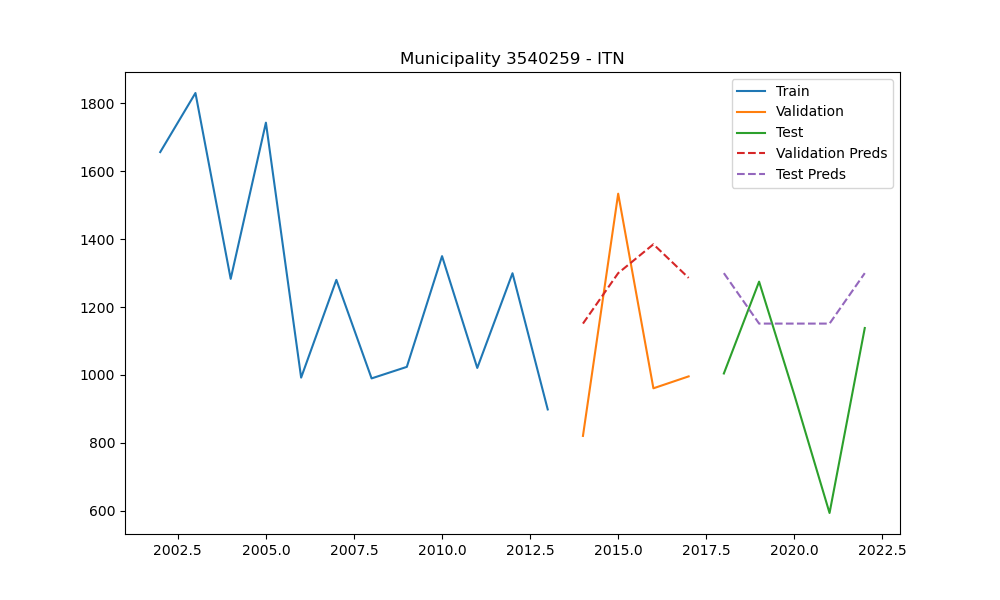 Municipality 3540259 - ITN
Train
Validation
Test
Validation Preds
Test Preds
1800
1600
1400
1200
1000
800
600
2002.5 2005.0 2007.5 2010.0 2012.5 2015.0 2017.5 2020.0 2022.5